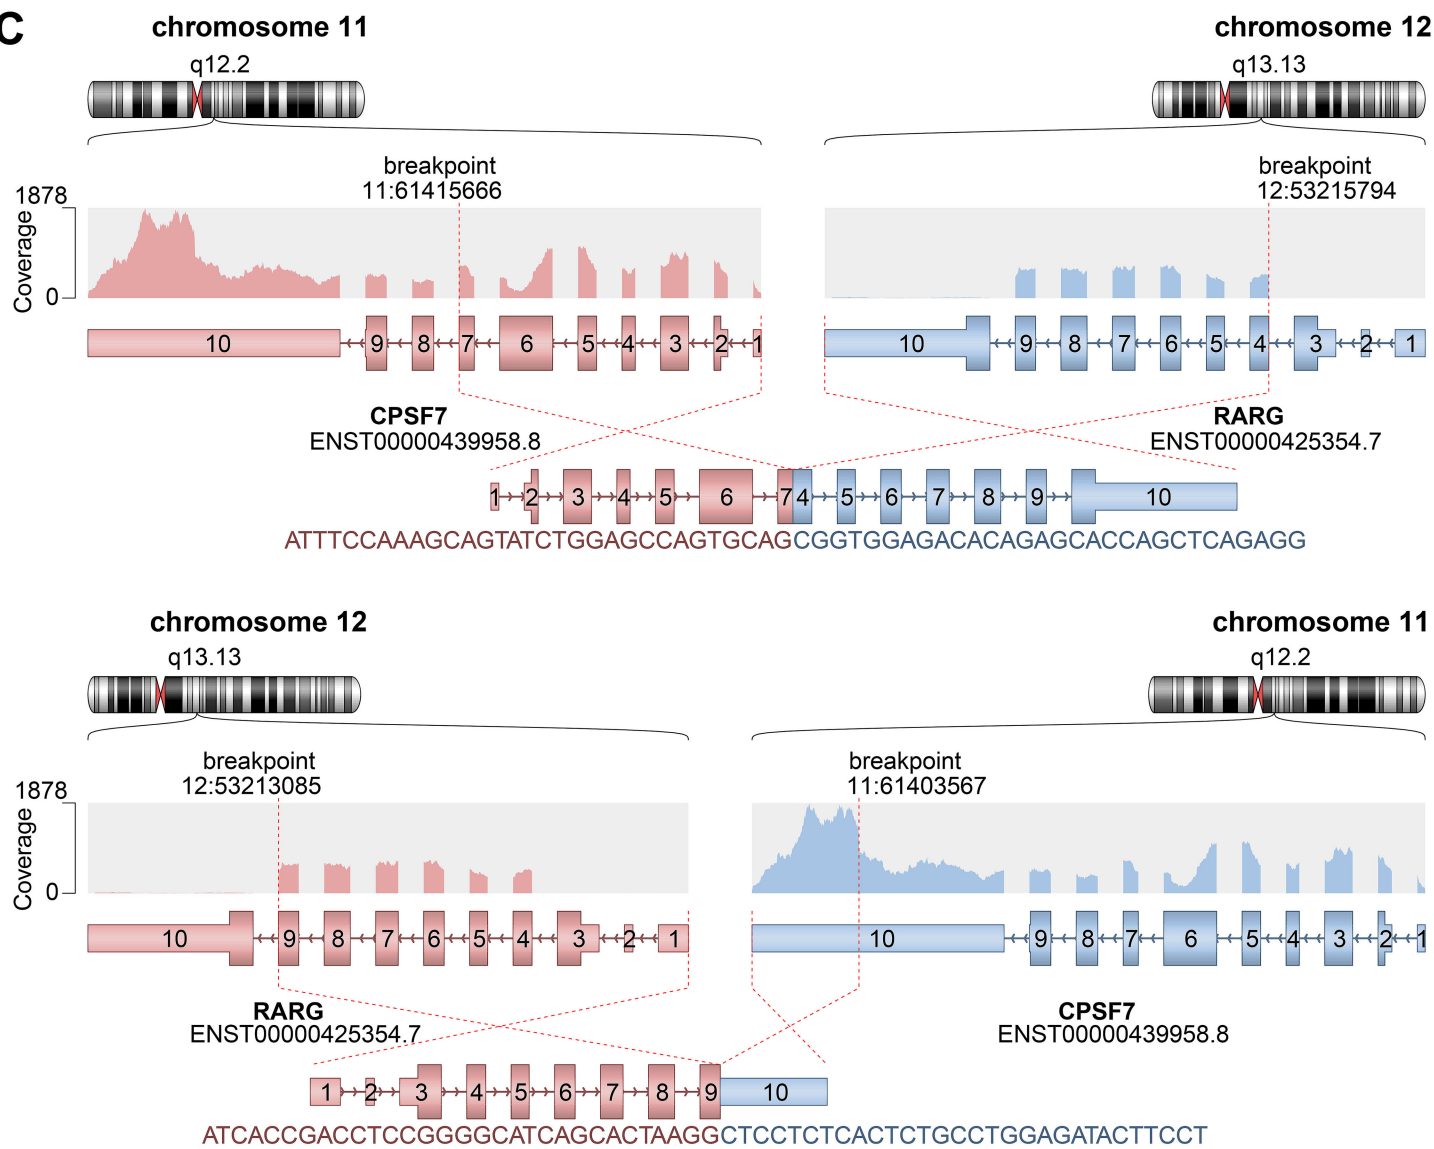 C
chromosome 11
chromosome 12
q12.2
q13.13
breakpoint
11:61415666
breakpoint
12:53215794
1878
Coverage
0
10 9 8 7 6 5 4 3 2 1
10 9 8 7 6 5 4 3 2 1
CPSF7
ENST00000439958.8
RARG
ENST00000425354.7
1 2 3 4 5 6 7 4 5 6 7 8 9 10
ATTTCCAAAGCAGTATCTGGAGCCAGTGCAGCGGTGGAGACACAGAGCACCAGCTCAGAGG
chromosome 12
chromosome 11
q13.13
q12.2
breakpoint
12:53213085
breakpoint
11:61403567
1878
Coverage
0
10 9 8 7 6 5 4 3 2 1
10 9 8 7 6 5 4 3 2 1
RARG
ENST00000425354.7
CPSF7
ENST00000439958.8
1 2 3 4 5 6 7 8 9 10
ATCACCGACCTCCGGGGCATCAGCACTAAGGCTCCTCTCACTCTGCCTGGAGATACTTCCT